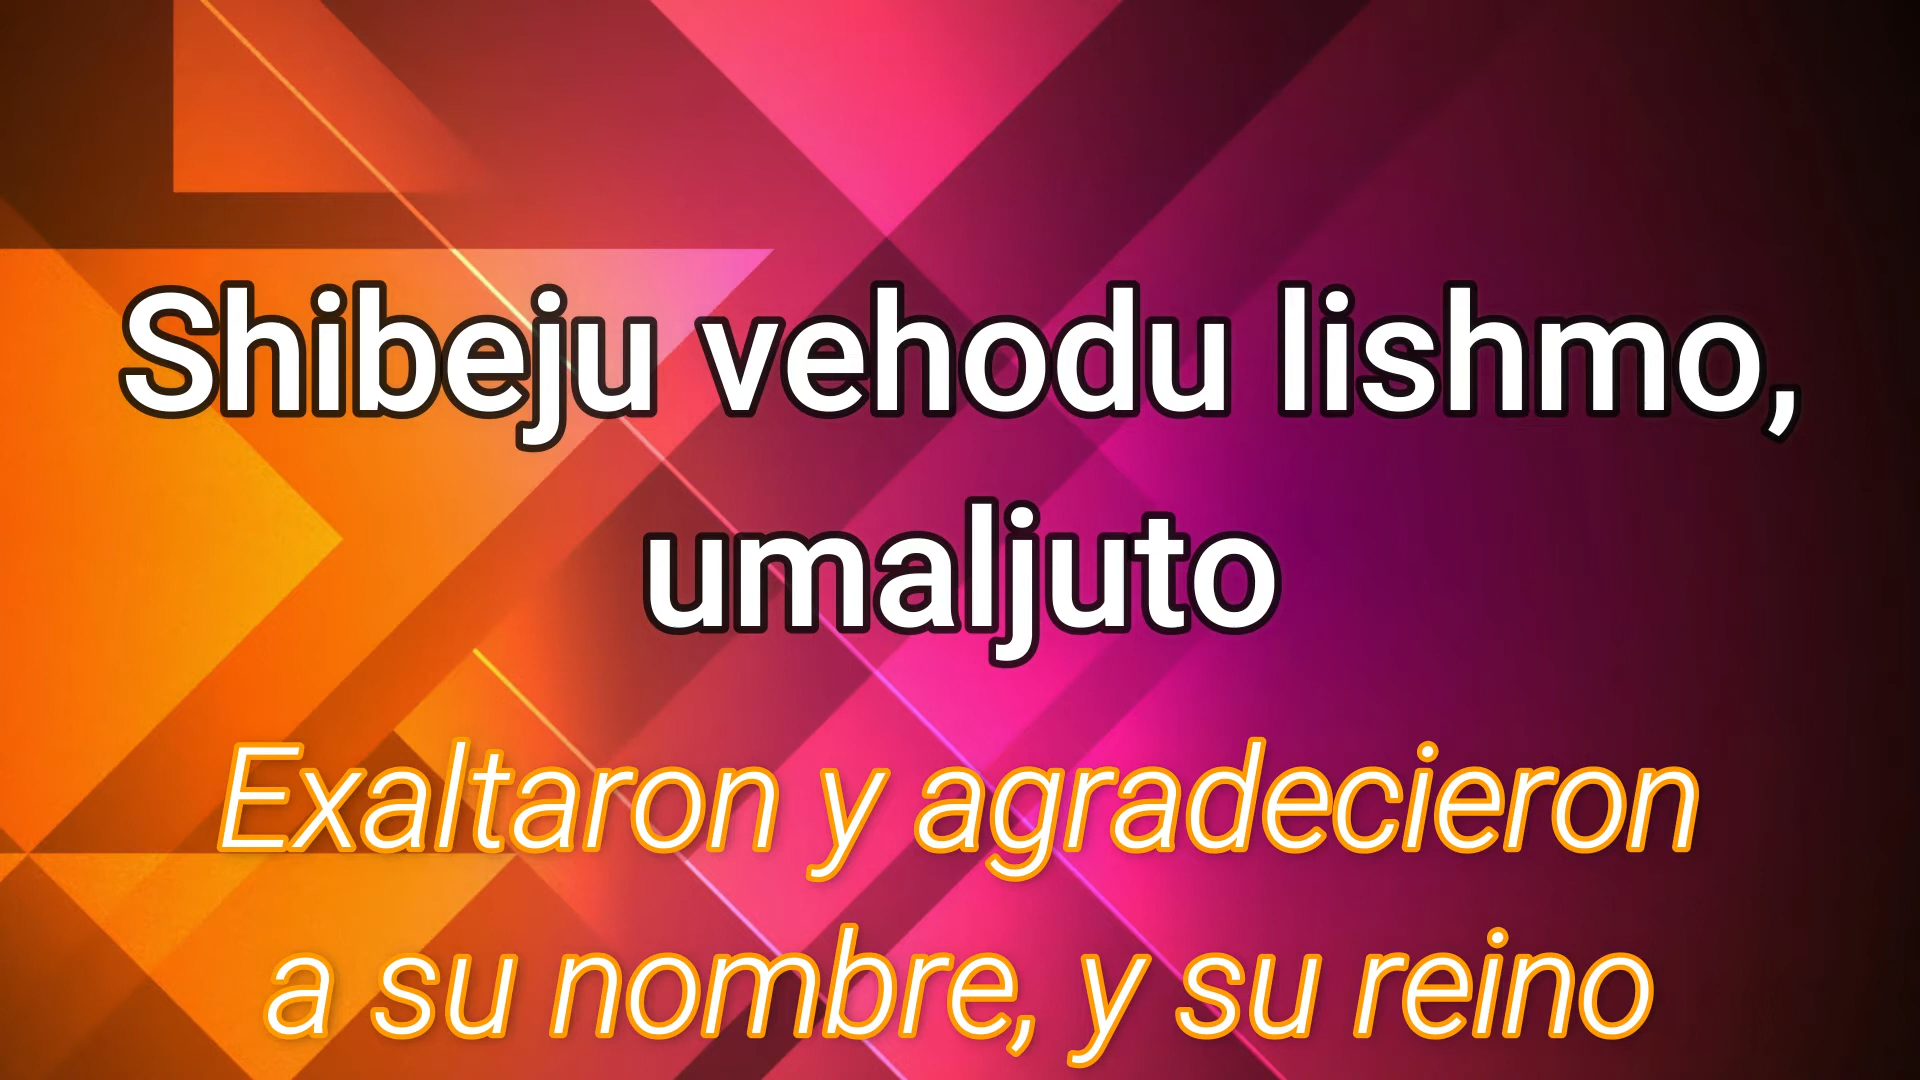 Shibeju vehodu lishmo,
umaljuto
Exaltaron y agradecieron
a su nombre, y su reino